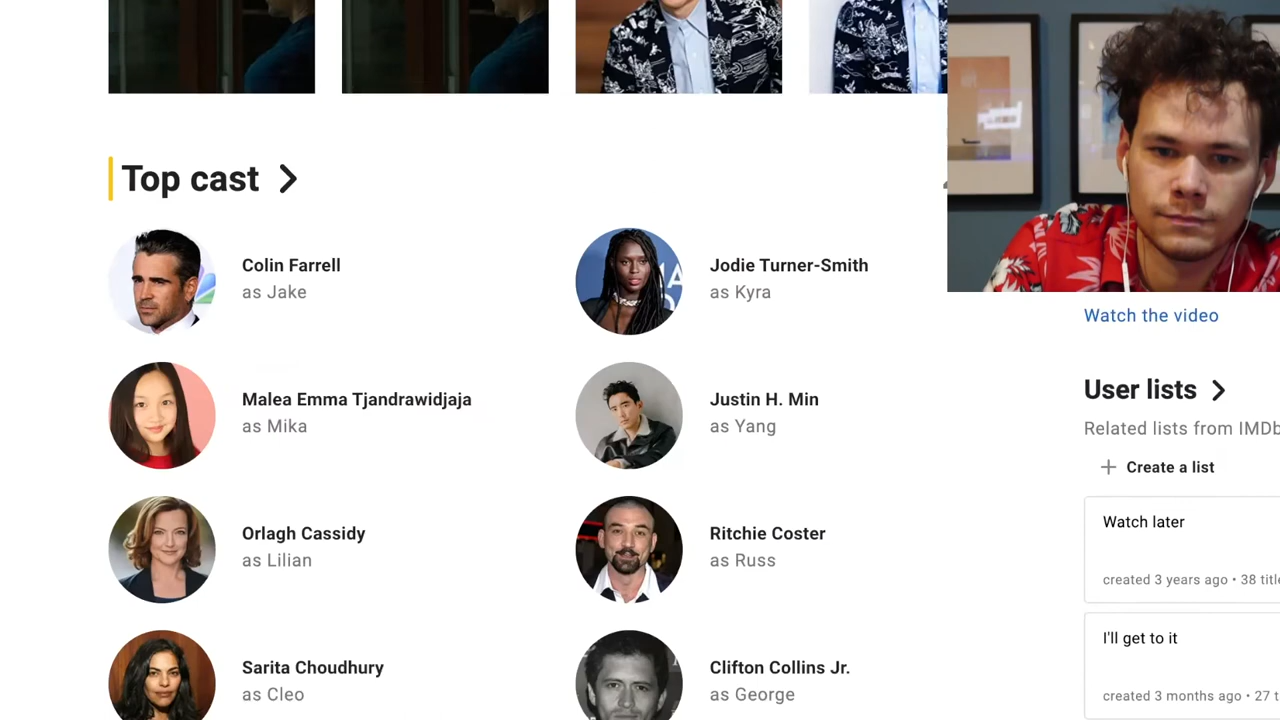 Top cast
Colin Farrell
as Jake
Jodie Turner-Smith
as Kyra
Malea Emma Tjandrawidjaja
as Mika
Justin H. Min
as Yang
Orlagh Cassidy
as Lilian
Ritchie Coster
as Russ
Sarita Choudhury
as Cleo
Clifton Collins Jr.
as George
Watch the video
User lists
Related lists from IMDb
+ Create a list
Watch later
created 3 years ago • 38 titl
I'll get to it
created 3 months ago • 27 t